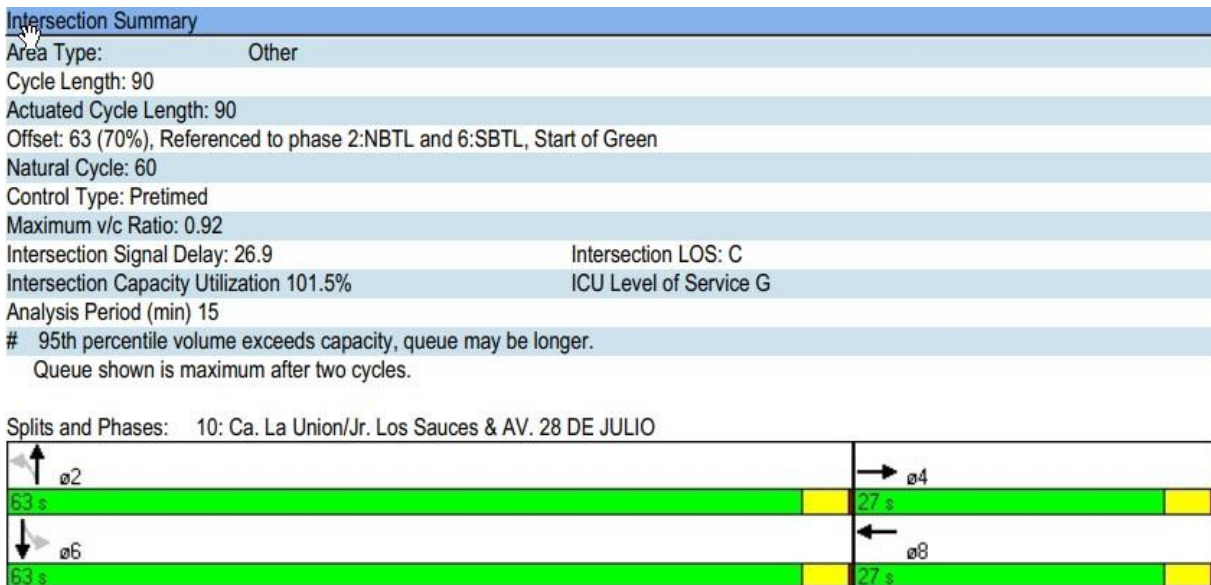 Intersection Summary
Area Type: Other
Cycle Length: 90
Actuated Cycle Length: 90
Offset: 63 (70%), Referenced to phase 2:NBTL and 6:SBTL, Start of Green
Natural Cycle: 60
Control Type: Pretimed
Maximum v/c Ratio: 0.92
Intersection Signal Delay: 26.9 Intersection LOS: C
Intersection Capacity Utilization 101.5% ICU Level of Service G
Analysis Period (min) 15
# 95th percentile volume exceeds capacity, queue may be longer.
Queue shown is maximum after two cycles.
Splits and Phases: 10: Ca. La Union/Jr. Los Sauces & AV. 28 DE JULIO
ø2 ø4
63 s 27 s
ø6 ø8
63 s 27 s